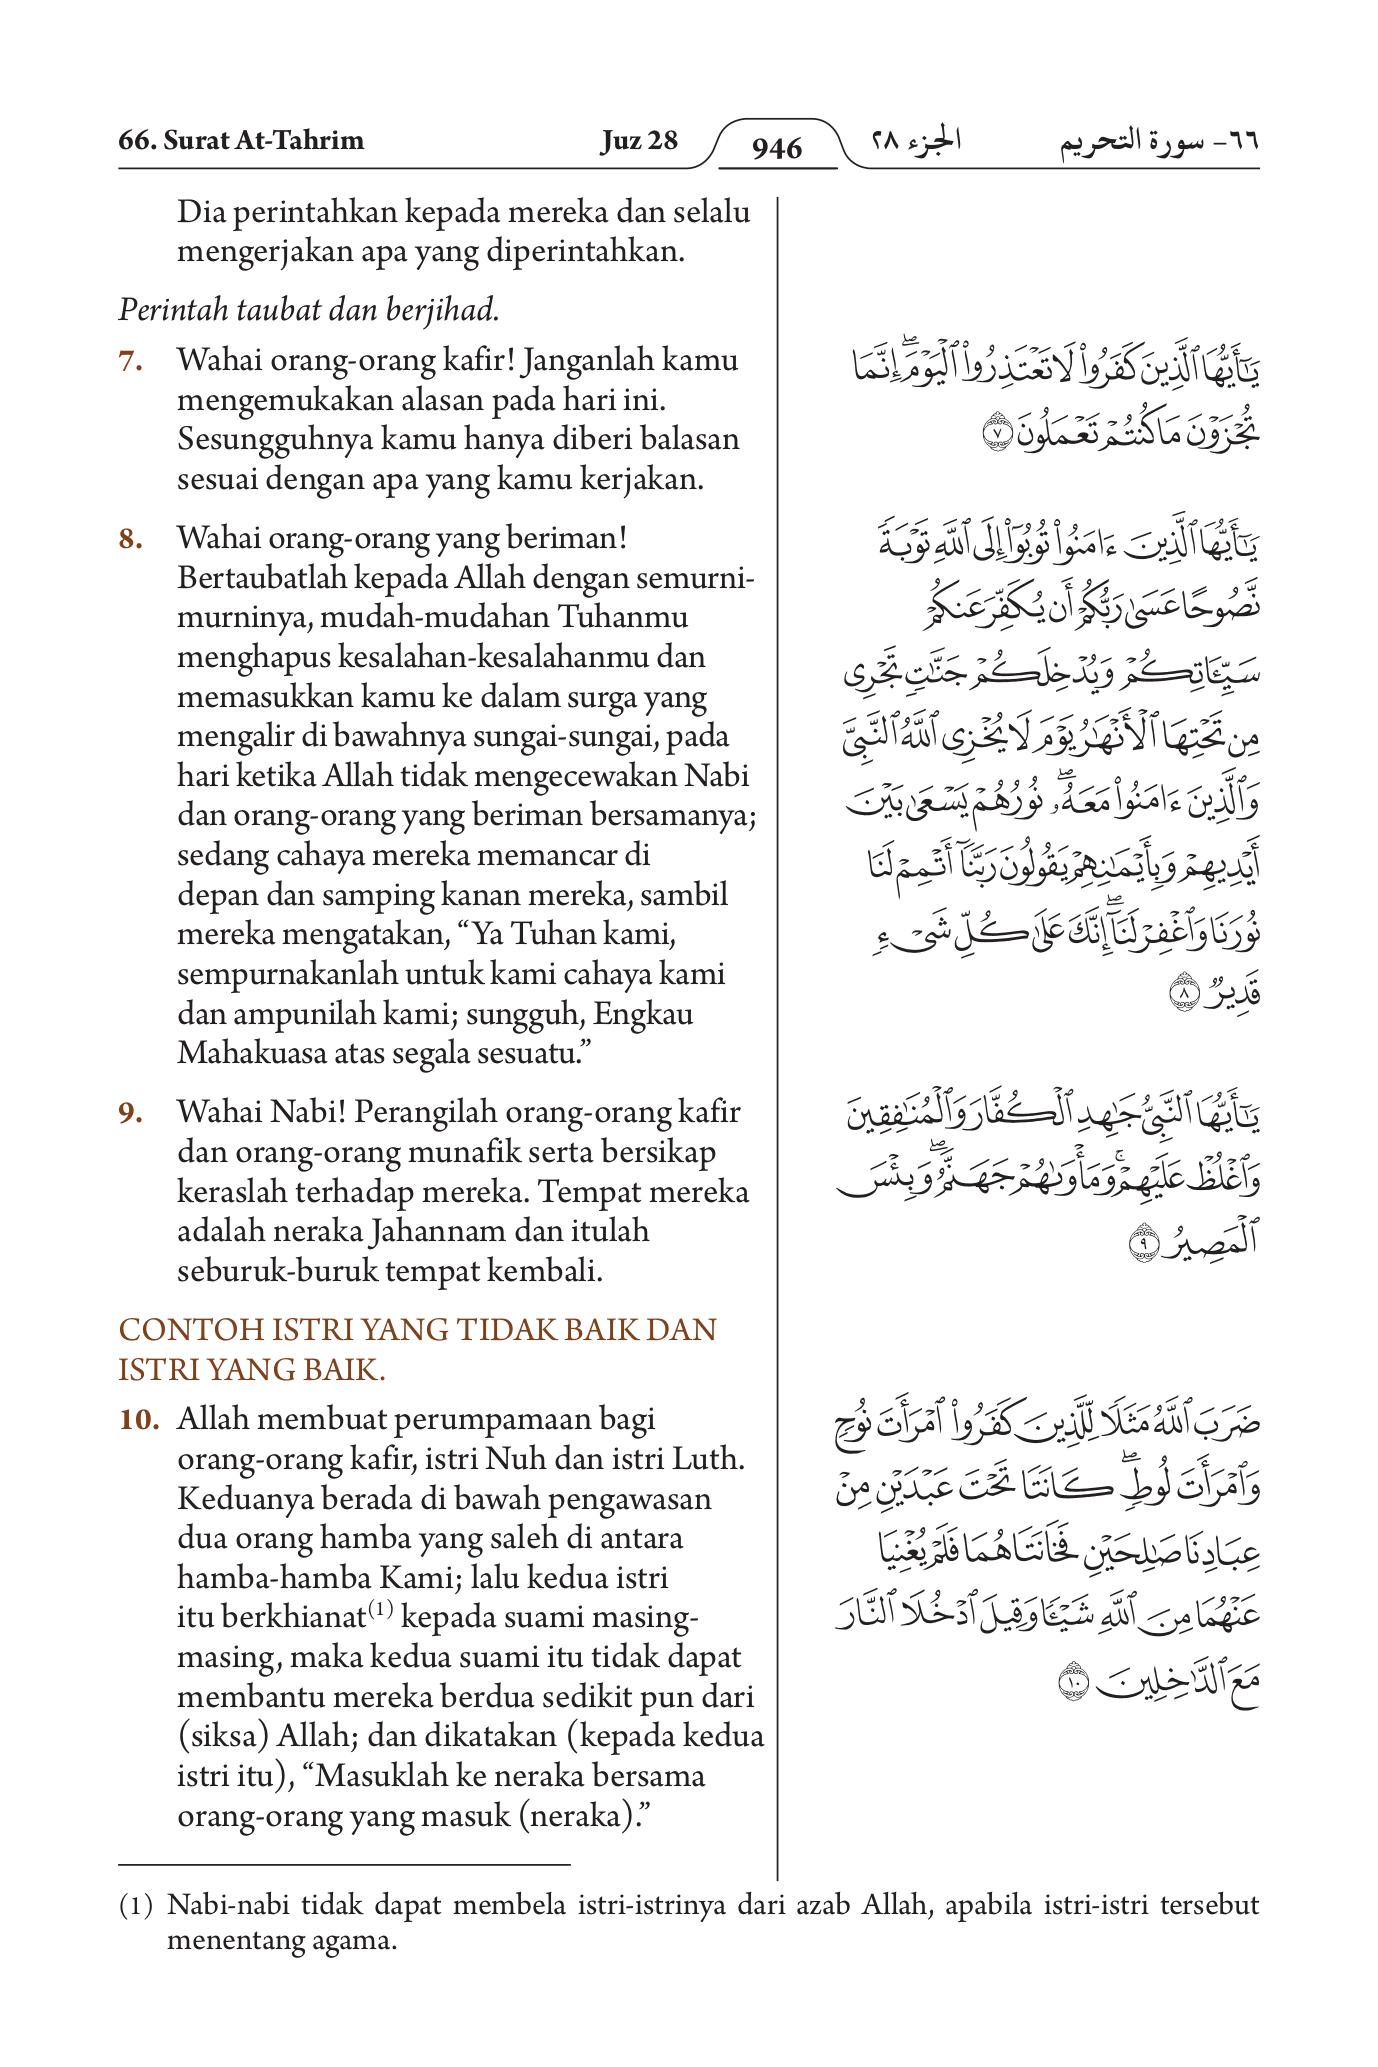 66. Surat At-Tahrim
Juz 28
946
الجزء ٢٨
٦٦- سورة التحريم
Dia perintahkan kepada mereka dan selalu
mengerjakan apa yang diperintahkan.
Perintah taubat dan berjihad.
7. Wahai orang-orang kafir! Janganlah kamu
mengemukakan alasan pada hari ini.
Sesungguhnya kamu hanya diberi balasan
sesuai dengan apa yang kamu kerjakan.
8. Wahai orang-orang yang beriman!
Bertaubatlah kepada Allah dengan semurni-
murninya, mudah-mudahan Tuhanmu
menghapus kesalahan-kesalahanmu dan
memasukkan kamu ke dalam surga yang
mengalir di bawahnya sungai-sungai, pada
hari ketika Allah tidak mengecewakan Nabi
dan orang-orang yang beriman bersamanya;
sedang cahaya mereka memancar di
depan dan samping kanan mereka, sambil
mereka mengatakan, “Ya Tuhan kami,
sempurnakanlah untuk kami cahaya kami
dan ampunilah kami; sungguh, Engkau
Mahakuasa atas segala sesuatu.”
9. Wahai Nabi! Perangilah orang-orang kafir
dan orang-orang munafik serta bersikap
keraslah terhadap mereka. Tempat mereka
adalah neraka Jahannam dan itulah
seburuk-buruk tempat kembali.
CONTOH ISTRI YANG TIDAK BAIK DAN
ISTRI YANG BAIK.
10. Allah membuat perumpamaan bagi
orang-orang kafir, istri Nuh dan istri Luth.
Keduanya berada di bawah pengawasan
dua orang hamba yang saleh di antara
hamba-hamba Kami; lalu kedua istri
itu berkhianat(1) kepada suami masing-
masing, maka kedua suami itu tidak dapat
membantu mereka berdua sedikit pun dari
(siksa) Allah; dan dikatakan (kepada kedua
istri itu), “Masuklah ke neraka bersama
orang-orang yang masuk (neraka).”
يَـٰٓأَيُّهَا ٱلَّذِينَ كَفَرُوا۟ لَا تَعْتَذِرُوا۟ ٱلْيَوْمَ ۖ إِنَّمَا
تُجْزَوْنَ مَا كُنتُمْ تَعْمَلُونَ ٧
يَـٰٓأَيُّهَا ٱلَّذِينَ ءَامَنُوا۟ تُوبُوٓا۟ إِلَى ٱللَّهِ تَوْبَةً
نَّصُوحًا عَسَىٰ رَبُّكُمْ أَن يُكَفِّرَ عَنكُمْ
سَيِّـَٔاتِكُمْ وَيُدْخِلَكُمْ جَنَّـٰتٍ تَجْرِى
مِن تَحْتِهَا ٱلْأَنْهَـٰرُ يَوْمَ لَا يُخْزِى ٱللَّهُ ٱلنَّبِىَّ
وَٱلَّذِينَ ءَامَنُوا۟ مَعَهُۥ ۖ نُورُهُمْ يَسْعَىٰ بَيْنَ
أَيْدِيهِمْ وَبِأَيْمَـٰنِهِمْ يَقُولُونَ رَبَّنَآ أَتْمِمْ لَنَا
نُورَنَا وَٱغْفِرْ لَنَآ ۖ إِنَّكَ عَلَىٰ كُلِّ شَىْءٍ
قَدِيرٌ ٨
يَـٰٓأَيُّهَا ٱلنَّبِىُّ جَـٰهِدِ ٱلْكُفَّارَ وَٱلْمُنَـٰفِقِينَ
وَٱغْلُظْ عَلَيْهِمْ ۚ وَمَأْوَىٰهُمْ جَهَنَّمُ ۖ وَبِئْسَ
ٱلْمَصِيرُ ٩
ضَرَبَ ٱللَّهُ مَثَلًا لِّلَّذِينَ كَفَرُوا۟ ٱمْرَأَتَ نُوحٍ
وَٱمْرَأَتَ لُوطٍ ۖ كَانَتَا تَحْتَ عَبْدَيْنِ مِنْ
عِبَادِنَا صَـٰلِحَيْنِ فَخَانَتَاهُمَا فَلَمْ يُغْنِيَا
عَنْهُمَا مِنَ ٱللَّهِ شَيْـًٔا وَقِيلَ ٱدْخُلَا ٱلنَّارَ
مَعَ ٱلدَّٰخِلِينَ ١٠
(1) Nabi-nabi tidak dapat membela istri-istrinya dari azab Allah, apabila istri-istri tersebut
menentang agama.